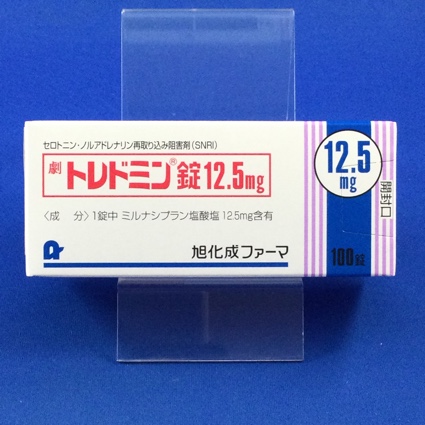 セロトニン・ノルアドレナリン再取り込み阻害剤(SNRI)
劇 トレドミン®錠12.5mg
〈成 分〉1錠中 ミルナシプラン塩酸塩 12.5mg含有
旭化成ファーマ
12.5
mg
開封口
100錠